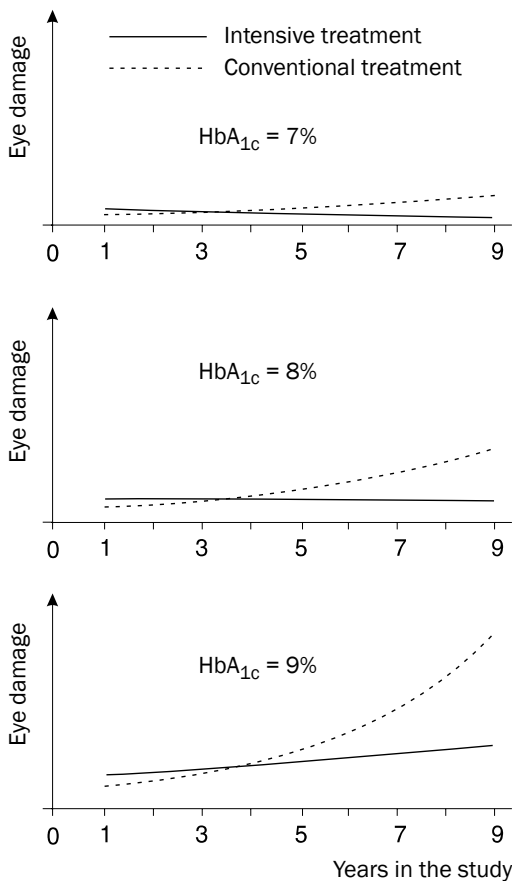 Intensive treatment
Conventional treatment
Eye damage
HbA1c = 7%
0 1 3 5 7 9
Eye damage
HbA1c = 8%
0 1 3 5 7 9
Eye damage
HbA1c = 9%
0 1 3 5 7 9
Years in the study